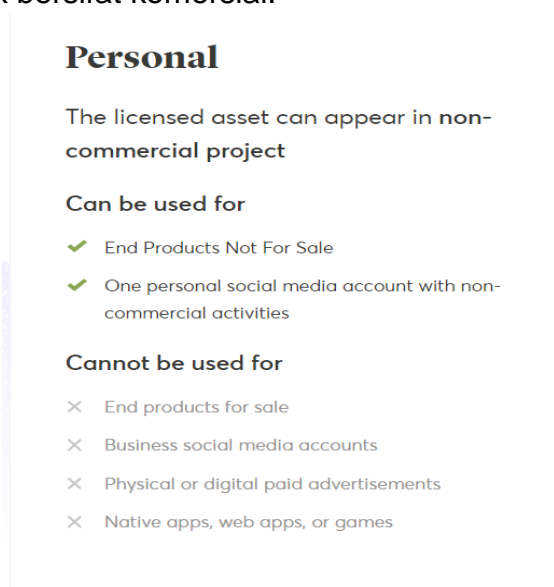 bersifat komersial.
Personal
The licensed asset can appear in non-
commercial project
Can be used for
End Products Not For Sale
One personal social media account with non-
commercial activities
Cannot be used for
End products for sale
Business social media accounts
Physical or digital paid advertisements
Native apps, web apps, or games